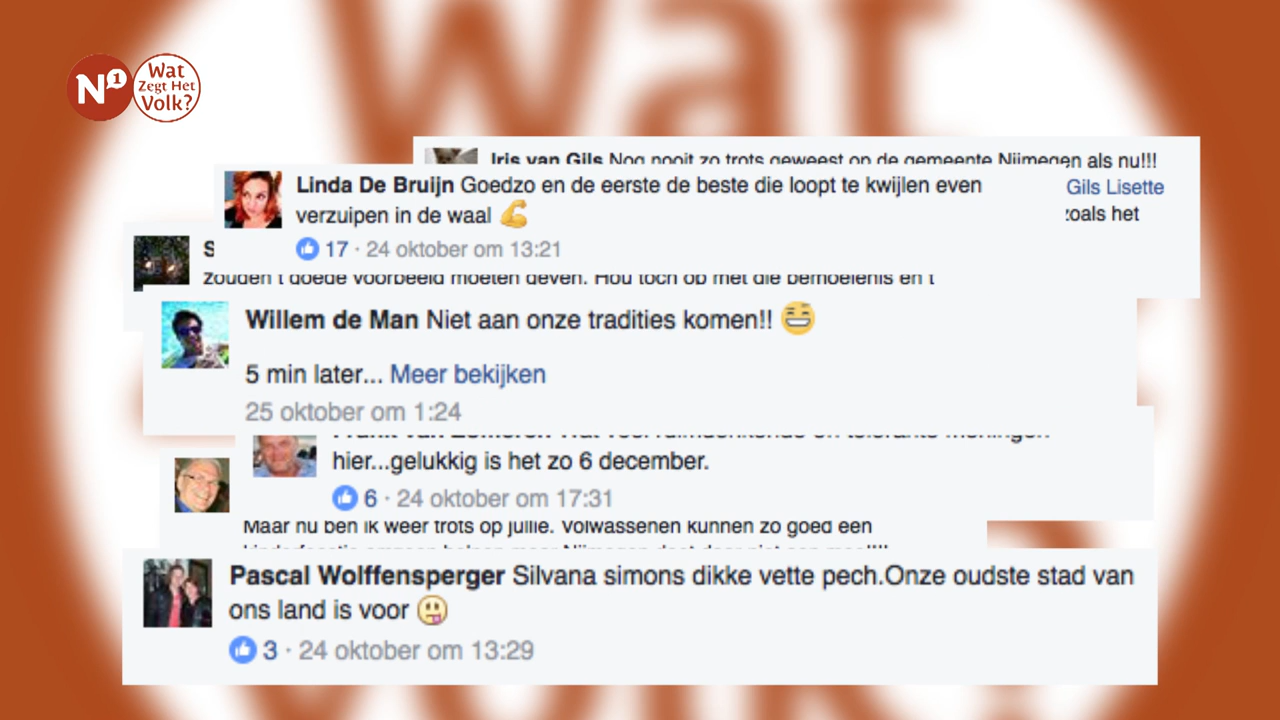 N1
Wat
Zegt Het
Volk?
Iris van Gils Nog nooit zo trots geweest op de gemeente Nijmegen als nu!!!
Gils Lisette
zoals het
Linda De Bruijn Goedzo en de eerste de beste die loopt te kwijlen even
verzuipen in de waal
17 · 24 oktober om 13:21
S
zouden t goede voorbeeld moeten geven. Hou toch op met die bemoeienis en t
Willem de Man Niet aan onze tradities komen!!
5 min later... Meer bekijken
25 oktober om 1:24
hier...gelukkig is het zo 6 december.
6 · 24 oktober om 17:31
Maar nu ben ik weer trots op jullie. Volwassenen kunnen zo goed een
Pascal Wolffensperger Silvana simons dikke vette pech.Onze oudste stad van
ons land is voor
3 · 24 oktober om 13:29